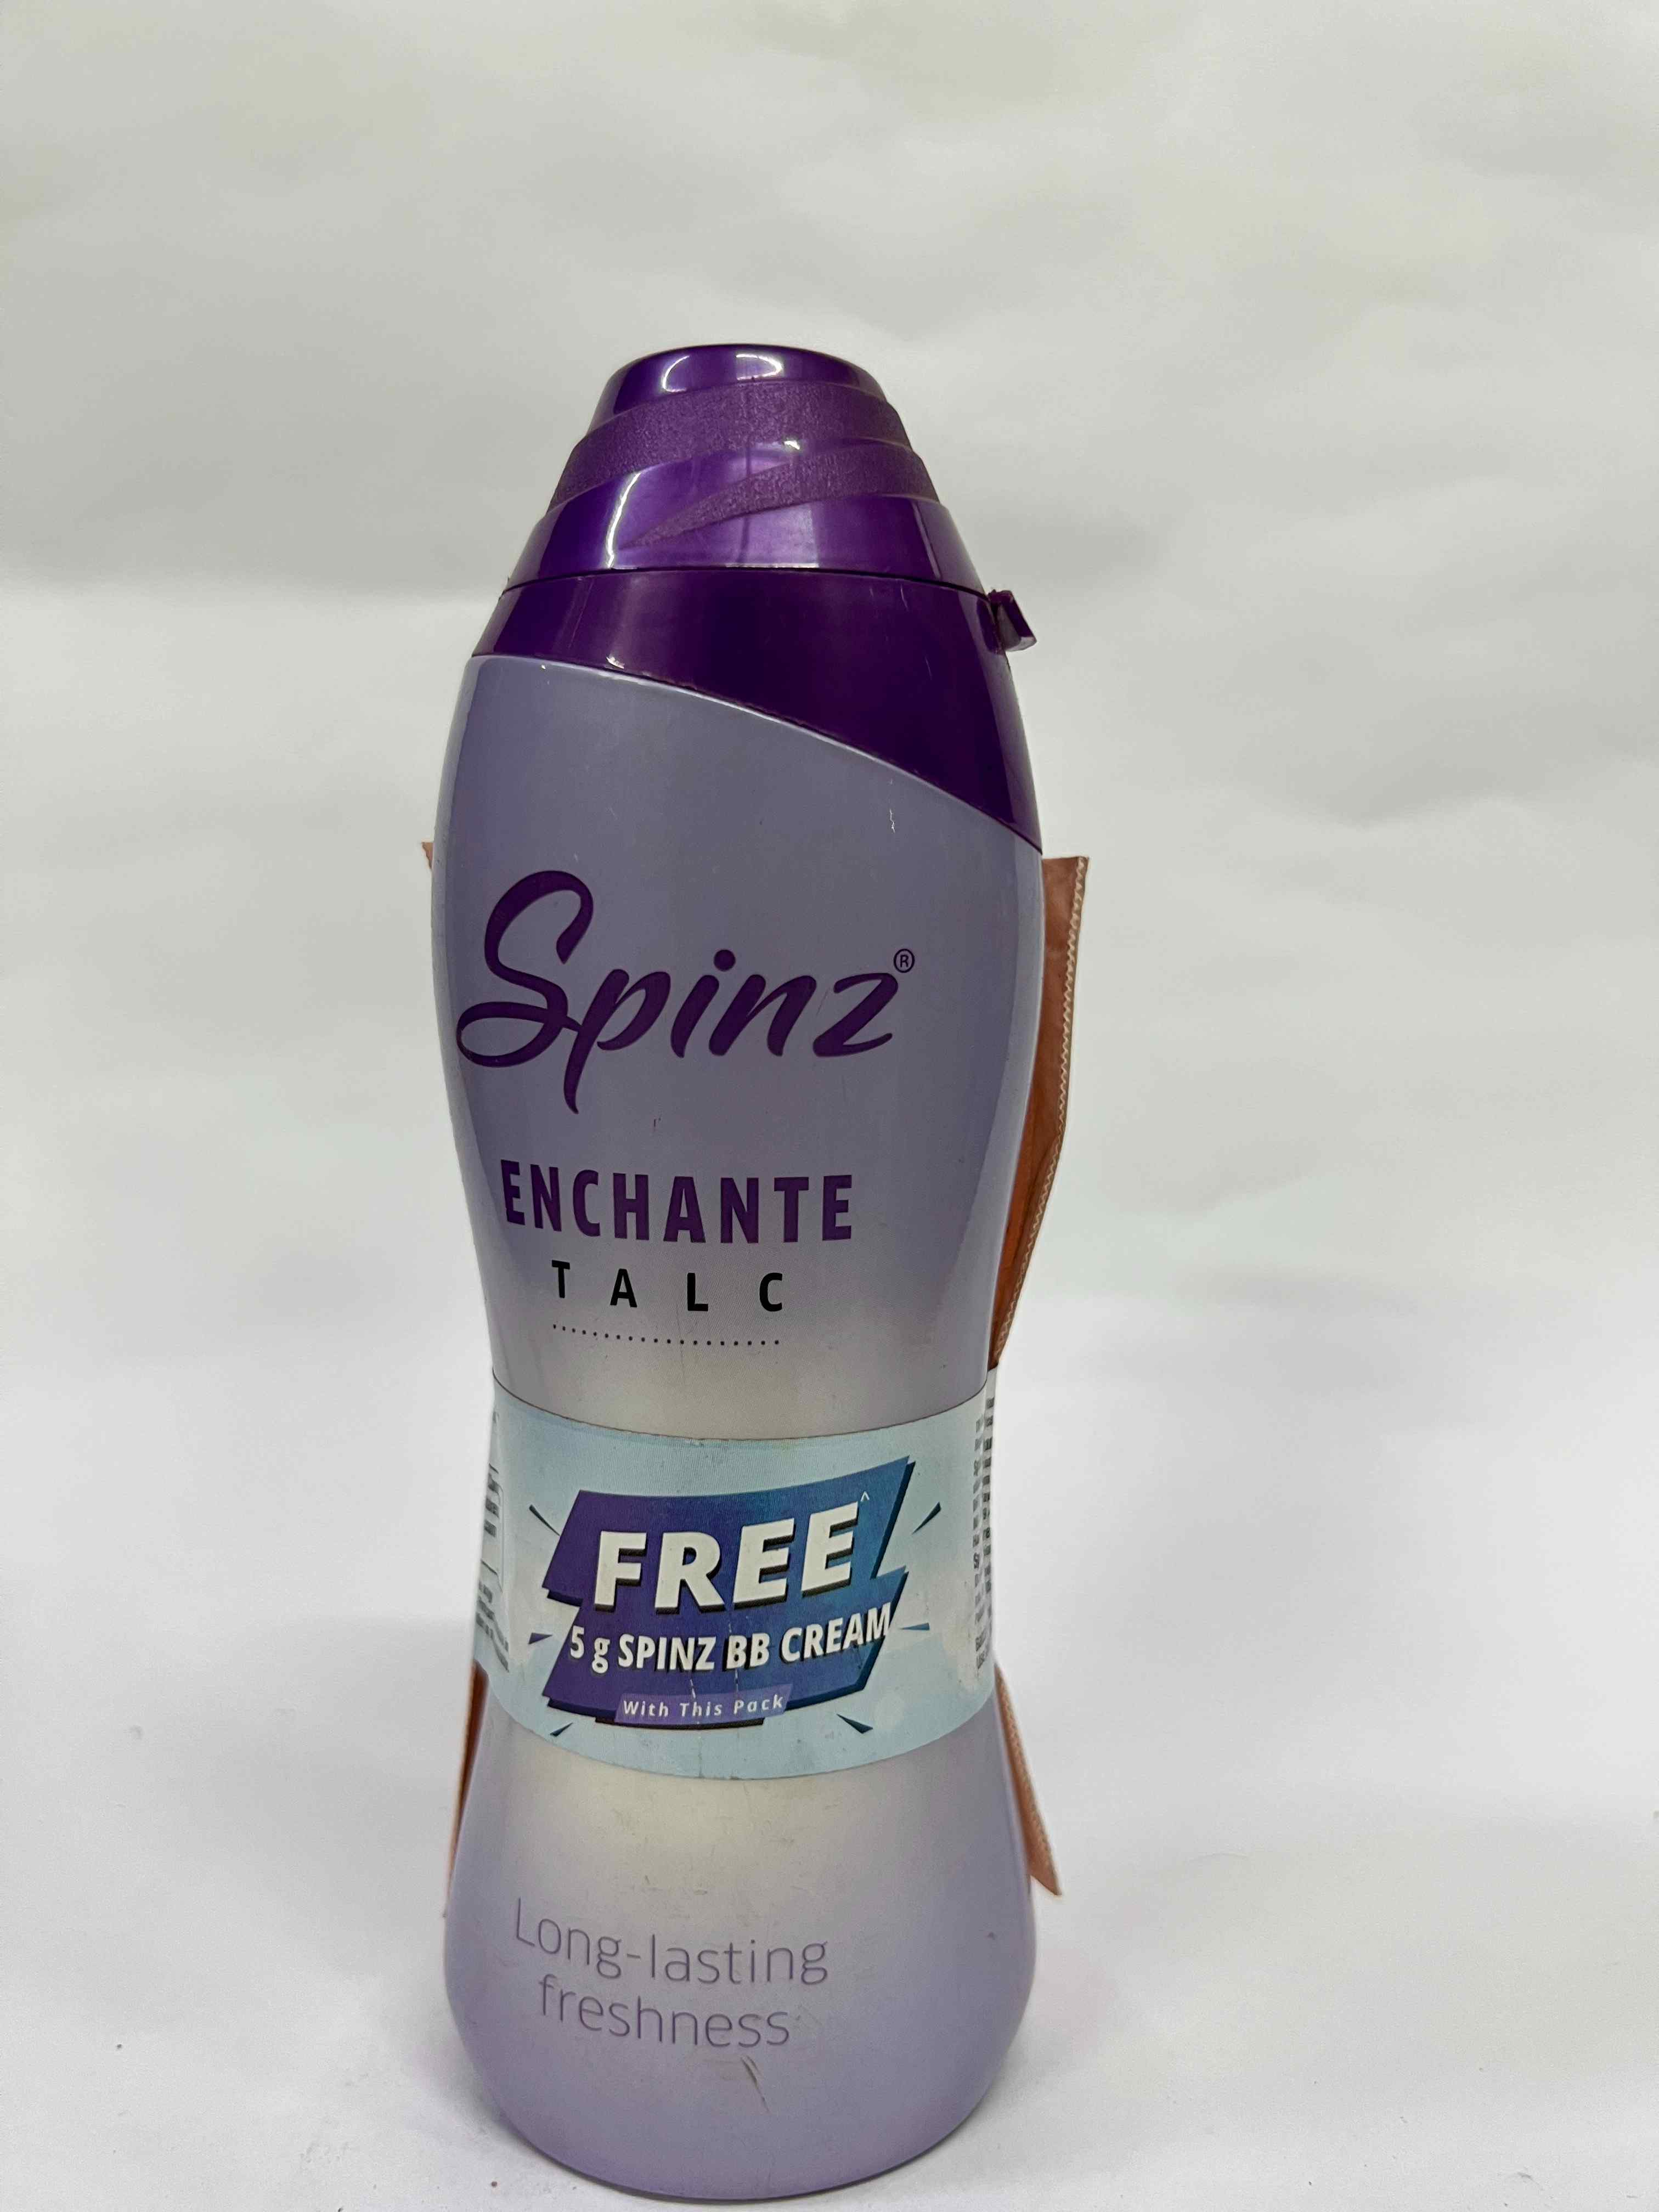 Spinz®
ENCHANTE
TALC
FREE^
5 g SPINZ BB CREAM
With This Pack
Long-lasting
freshness